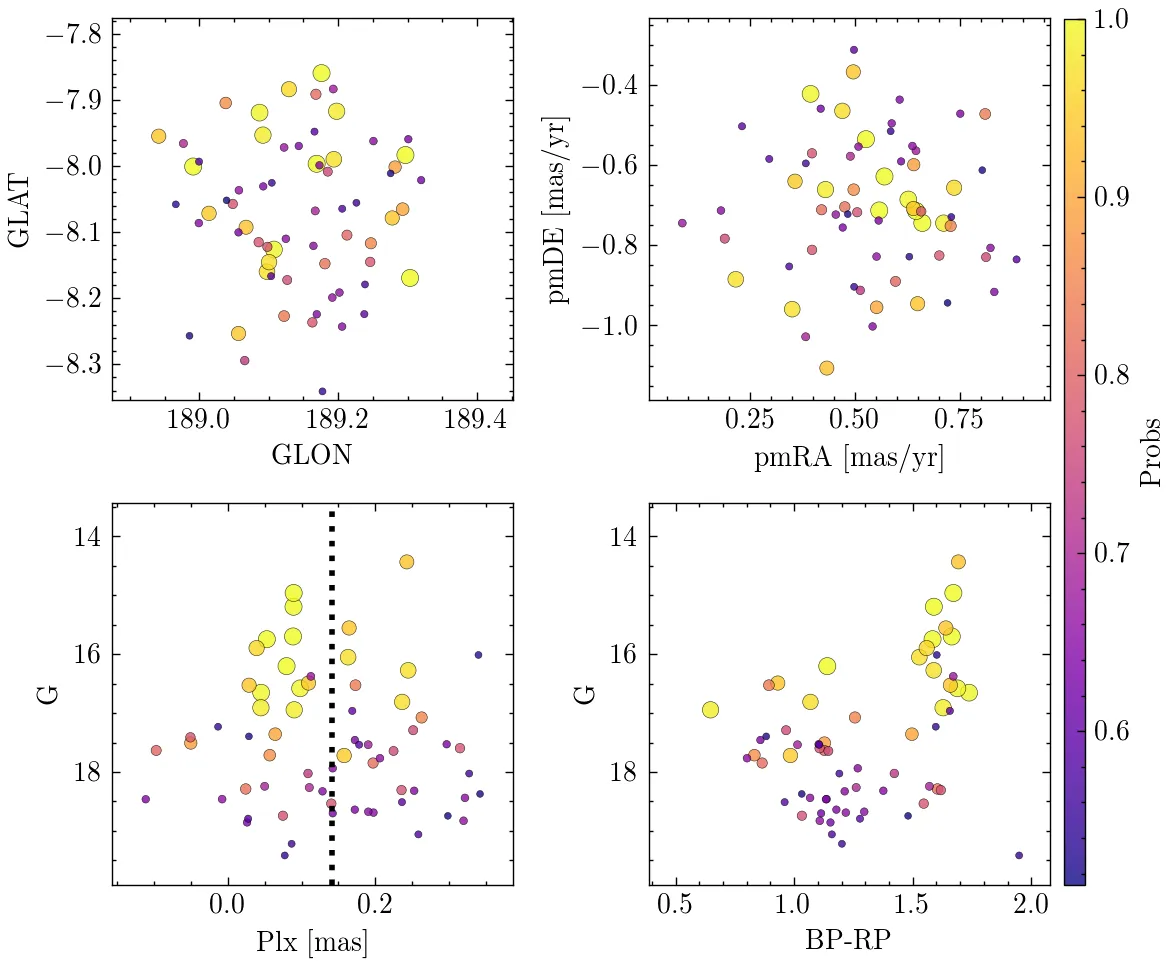 −7.8
−7.9
−8.0
−8.1
−8.2
−8.3
GLAT
189.0 189.2 189.4
GLON
−0.4
−0.6
−0.8
−1.0
pmDE [mas/yr]
0.25 0.50 0.75
pmRA [mas/yr]
14
16
18
G
0.0 0.2
Plx [mas]
14
16
18
G
0.5 1.0 1.5 2.0
BP-RP
1.0
0.9
0.8
0.7
0.6
Probs